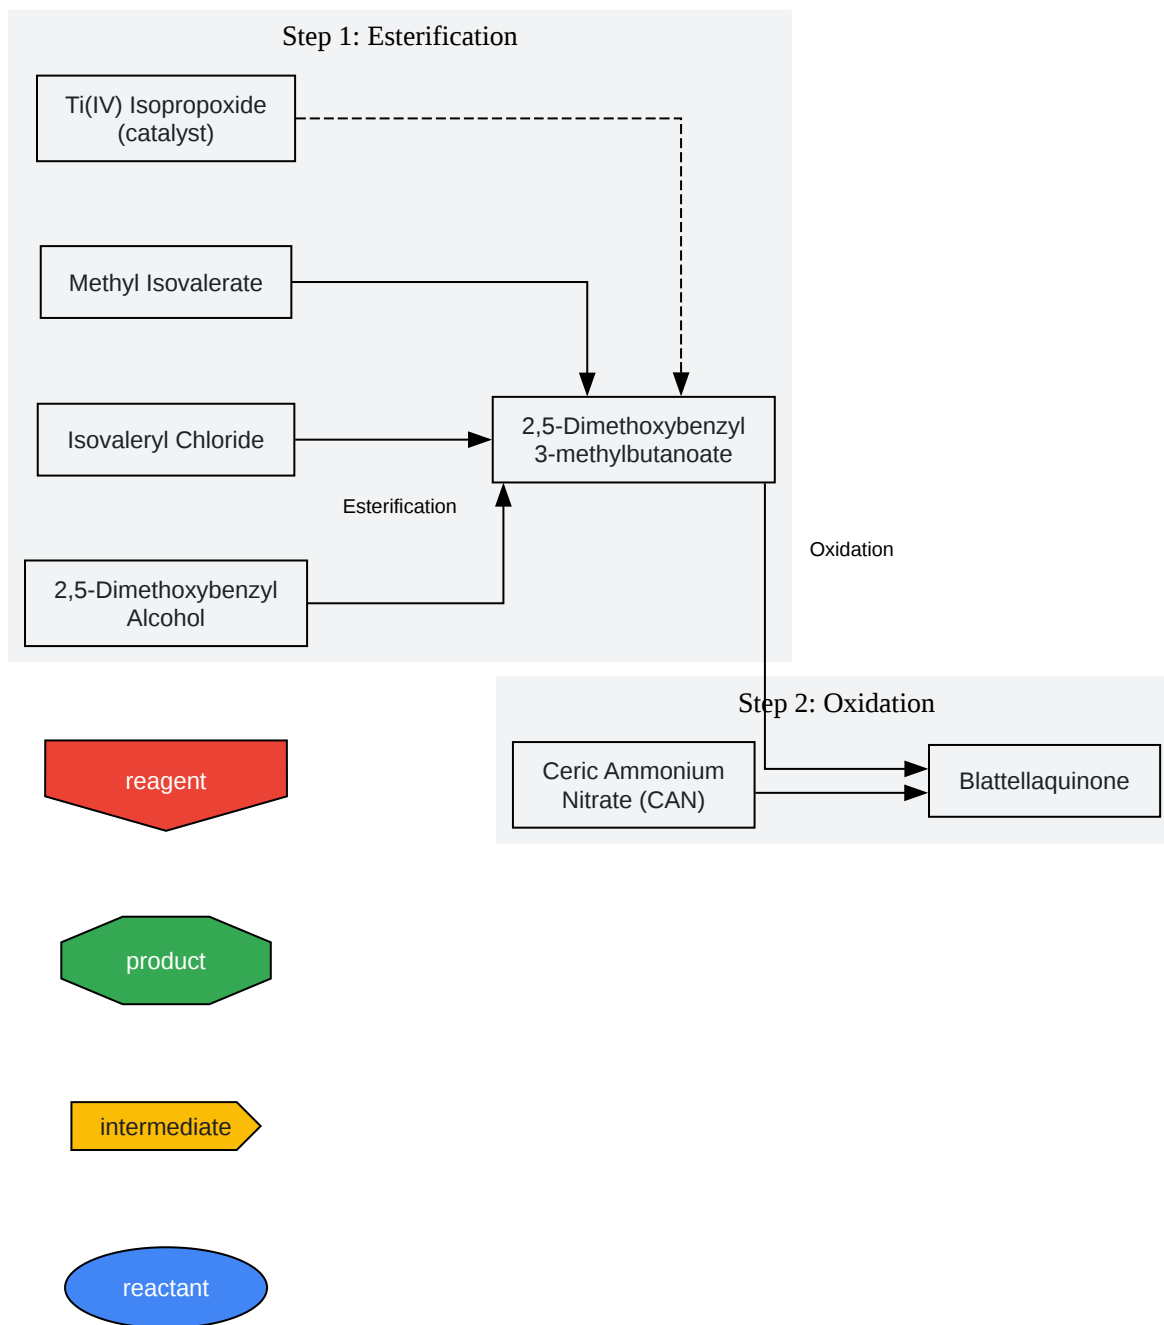 Step 1: Esterification
Ti(IV) Isopropoxide
(catalyst)
Methyl Isovalerate
Isovaleryl Chloride
2,5-Dimethoxybenzyl
3-methylbutanoate
Esterification
Oxidation
2,5-Dimethoxybenzyl
Alcohol
Step 2: Oxidation
Ceric Ammonium
Nitrate (CAN)
Blattellaquinone
reagent
product
intermediate
reactant